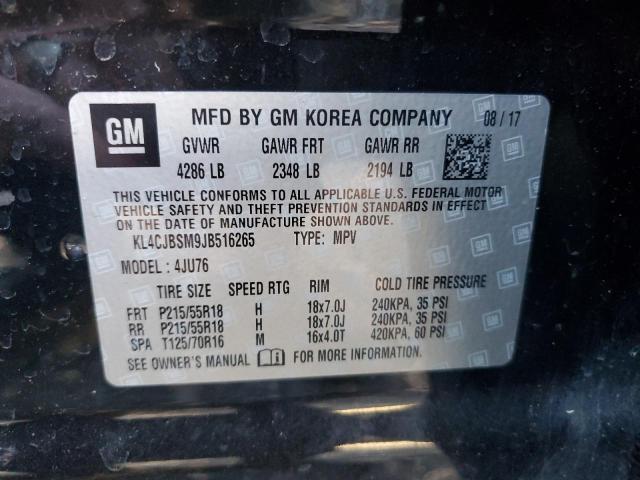 GM MFD BY GM KOREA COMPANY 08/17
GVWR GAWR FRT GAWR RR
4286 LB 2348 LB 2194 LB
THIS VEHICLE CONFORMS TO ALL APPLICABLE U.S. FEDERAL MOTOR
VEHICLE SAFETY AND THEFT PREVENTION STANDARDS IN EFFECT
ON THE DATE OF MANUFACTURE SHOWN ABOVE.
KL4CJBSM9JB516265 TYPE: MPV
MODEL: 4JU76
TIRE SIZE SPEED RTG RIM COLD TIRE PRESSURE
FRT P215/55R18 H 18x7.0J 240KPA, 35 PSI
RR P215/55R18 H 18x7.0J 240KPA, 35 PSI
SPA T125/70R16 M 16x4.0T 420KPA, 60 PSI
SEE OWNER'S MANUAL FOR MORE INFORMATION.